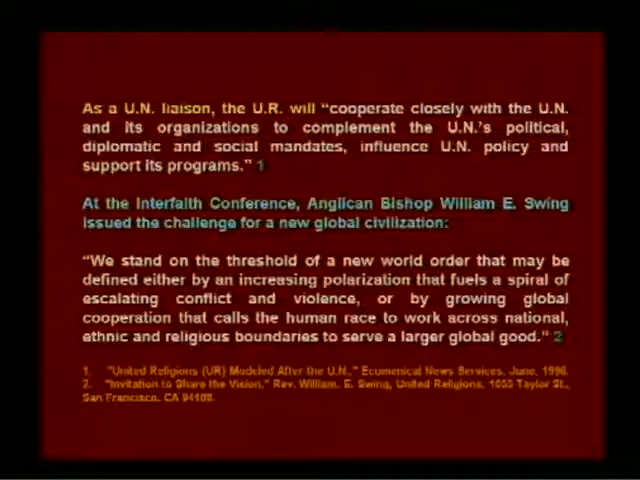 As a U.N. liaison, the U.R. will “cooperate closely with the U.N.
and its organizations to complement the U.N.’s political,
diplomatic and social mandates, influence U.N. policy and
support its programs.” 1
At the Interfaith Conference, Anglican Bishop William E. Swing
issued the challenge for a new global civilization:
“We stand on the threshold of a new world order that may be
defined either by an increasing polarization that fuels a spiral of
escalating conflict and violence, or by growing global
cooperation that calls the human race to work across national,
ethnic and religious boundaries to serve a larger global good.” 2
1. "United Religions (UR) Modeled After the U.N.," Ecumenical News Services, June, 1996.
2. "Invitation to Share the Vision," Rev. William. E. Swing, United Religions, 1055 Taylor St.,
San Francisco, CA 94108.